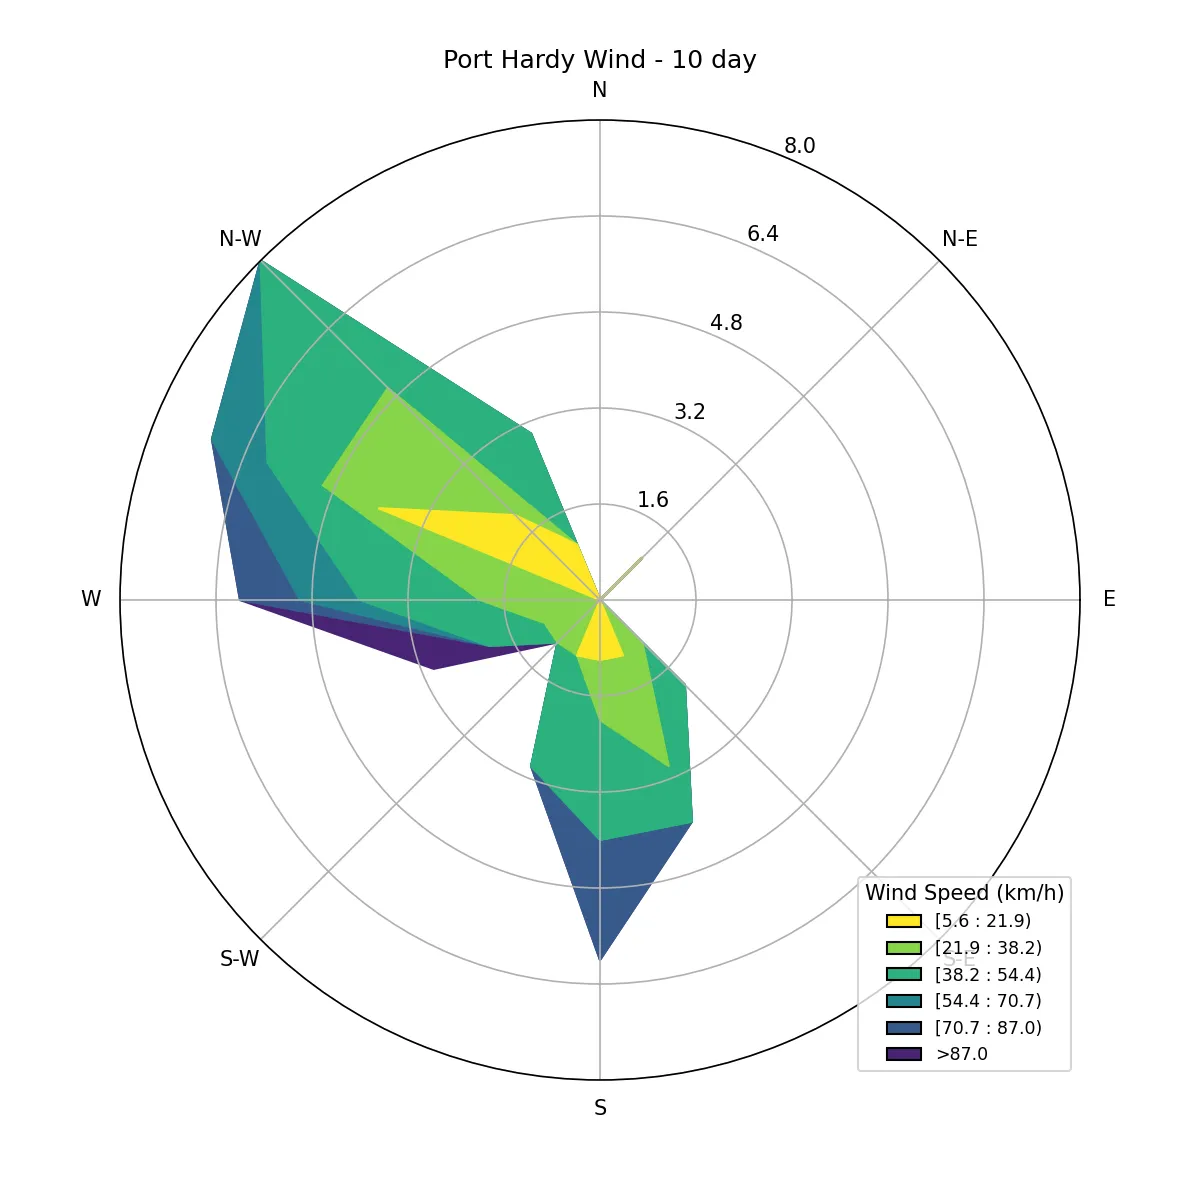 Port Hardy Wind - 10 day
N
8.0
N-W
6.4
N-E
4.8
3.2
1.6
W
E
Wind Speed (km/h)
[5.6 : 21.9)
[21.9 : 38.2)
S-W
S-E
[38.2 : 54.4)
[54.4 : 70.7)
[70.7 : 87.0)
>87.0
S